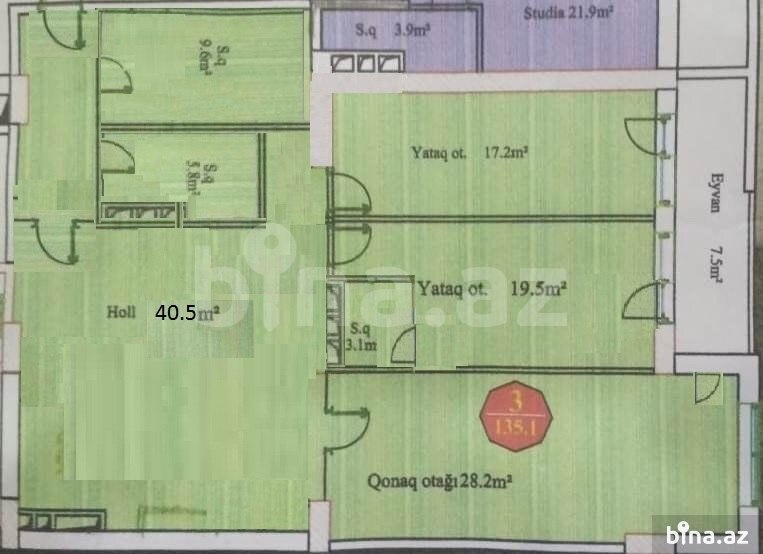 S.q 3.9m²
Studia 21.9m²
S.q
9.6m²
S.q
5.8m²
Yataq ot. 17.2m²
Eyvan 7.5m²
Yataq ot. 19.5m²
Holl 40.5m²
S.q
3.1m
3
135.1
Qonaq otağı 28.2m²
bina.az
bina.az